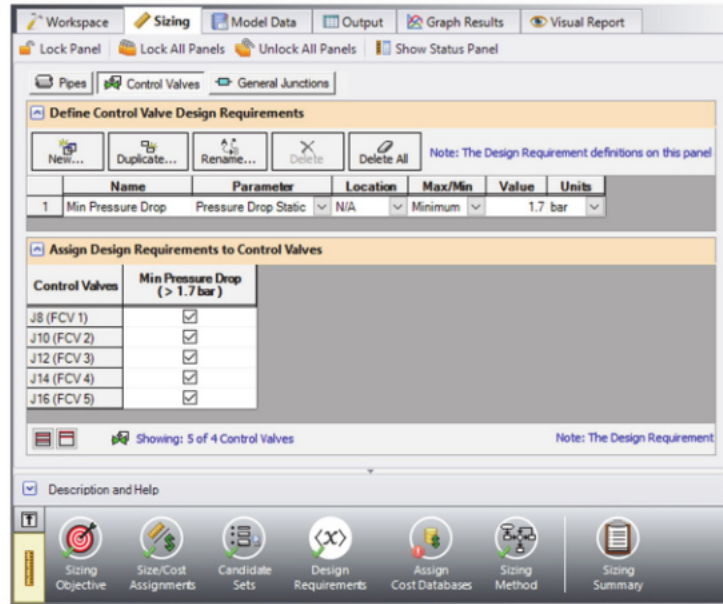 Workspace Sizing Model Data Output Graph Results Visual Report
Lock Panel Lock All Panels Unlock All Panels Show Status Panel
Pipes Control Valves General Junctions
Define Control Valve Design Requirements
New... Duplicate... Rename... Delete Delete All Note: The Design Requirement definitions on this panel
Name Parameter Location Max/Min Value Units
1 Min Pressure Drop Pressure Drop Static N/A Minimum 1.7 bar
Assign Design Requirements to Control Valves
Control Valves Min Pressure Drop
( > 1.7 bar )
J8 (FCV 1)
J10 (FCV 2)
J12 (FCV 3)
J14 (FCV 4)
J16 (FCV 5)
Showing: 5 of 4 Control Valves Note: The Design Requirement
Description and Help
Sizing Size/Cost Candidate Design Assign Sizing Sizing
Objective Assignments Sets Requirements Cost Databases Method Summary